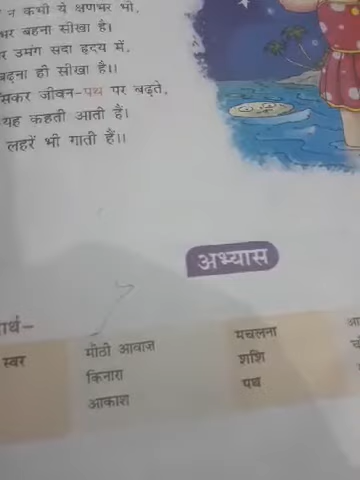 न कभी ये क्षणभर भी,
बहना सीखा है।
उमंग सदा हृदय में,
बढ़ना ही सीखा है।।
जीवन-पथ पर बढ़ते,
यह कहती आती हैं।
लहरें भी गाती हैं।।
अभ्यास
स्वर मीठी आवाज़ मचलना
किनारा शशि
आकाश पथ